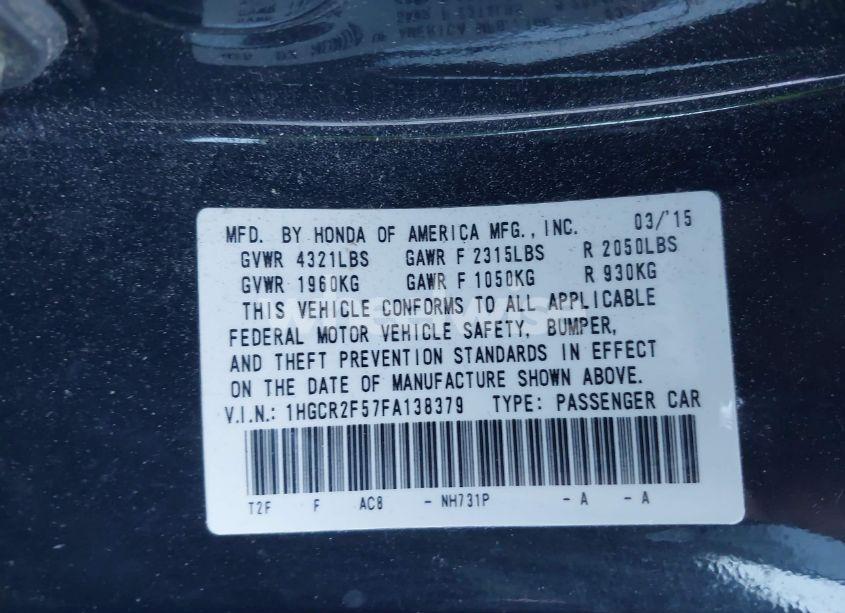 MFD. BY HONDA OF AMERICA MFG., INC. 03/'15
GVWR 4321LBS GAWR F 2315LBS R 2050LBS
GVWR 1960KG GAWR F 1050KG R 930KG
THIS VEHICLE CONFORMS TO ALL APPLICABLE
FEDERAL MOTOR VEHICLE SAFETY, BUMPER,
AND THEFT PREVENTION STANDARDS IN EFFECT
ON THE DATE OF MANUFACTURE SHOWN ABOVE.
V.I.N.: 1HGCR2F57FA138379 TYPE: PASSENGER CAR
T2F F AC8 - NH731P - A - A